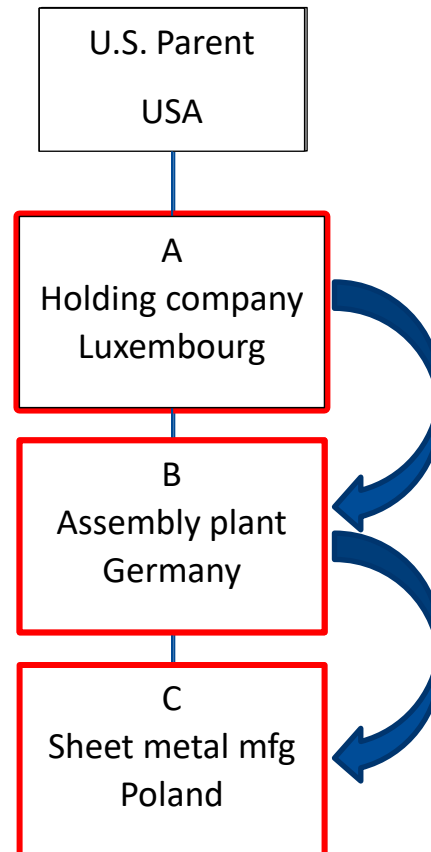 U.S. Parent
USA
A
Holding company
Luxembourg
B
Assembly plant
Germany
C
Sheet metal mfg
Poland